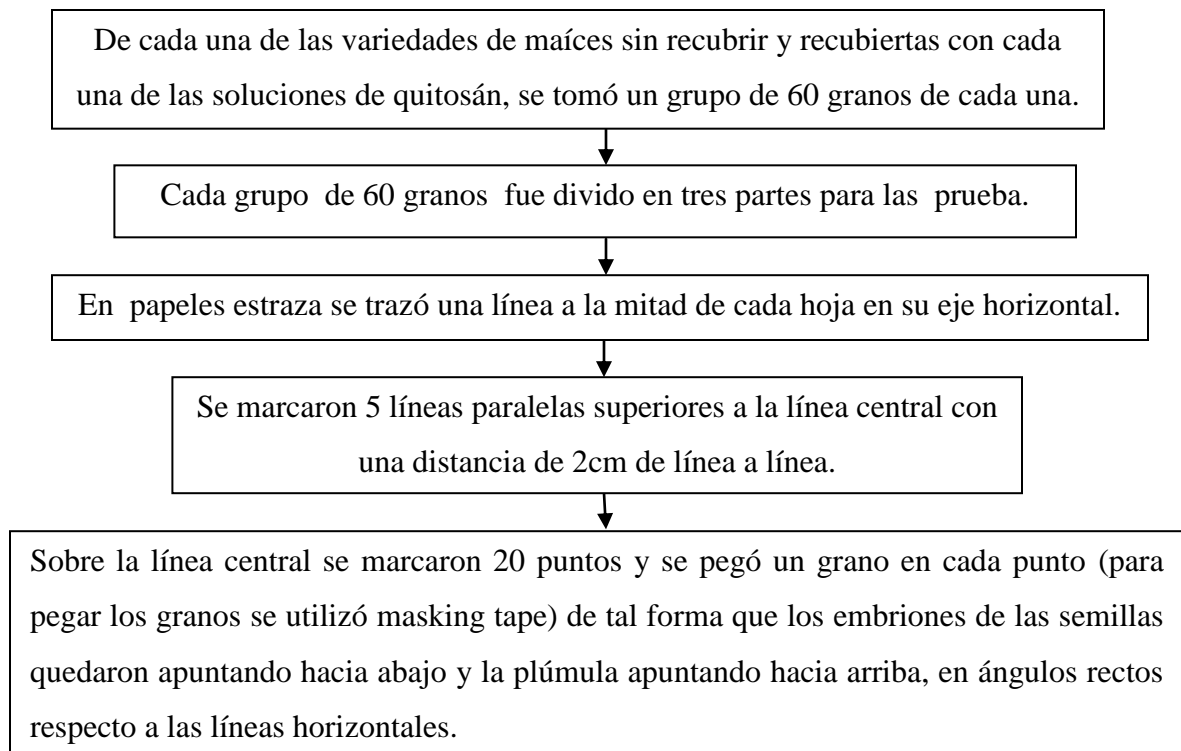 De cada una de las variedades de maíces sin recubrir y recubiertas con cada
una de las soluciones de quitosán, se tomó un grupo de 60 granos de cada una.
Cada grupo de 60 granos fue divido en tres partes para las prueba.
En papeles estraza se trazó una línea a la mitad de cada hoja en su eje horizontal.
Se marcaron 5 líneas paralelas superiores a la línea central con
una distancia de 2cm de línea a línea.
Sobre la línea central se marcaron 20 puntos y se pegó un grano en cada punto (para
pegar los granos se utilizó masking tape) de tal forma que los embriones de las semillas
quedaron apuntando hacia abajo y la plúmula apuntando hacia arriba, en ángulos rectos
respecto a las líneas horizontales.